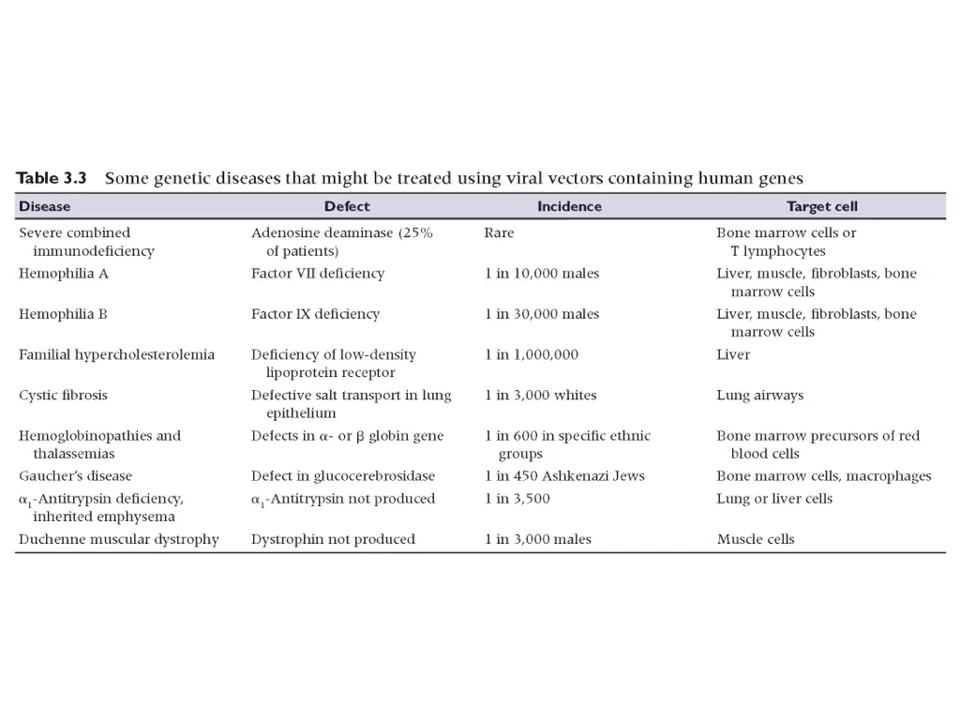 Table 3.3 Some genetic diseases that might be treated using viral vectors containing human genes
Disease Defect Incidence Target cell
Severe combined immunodeficiency Adenosine deaminase (25% of patients) Rare Bone marrow cells or T lymphocytes
Hemophilia A Factor VII deficiency 1 in 10,000 males Liver, muscle, fibroblasts, bone marrow cells
Hemophilia B Factor IX deficiency 1 in 30,000 males Liver, muscle, fibroblasts, bone marrow cells
Familial hypercholesterolemia Deficiency of low-density lipoprotein receptor 1 in 1,000,000 Liver
Cystic fibrosis Defective salt transport in lung epithelium 1 in 3,000 whites Lung airways
Hemoglobinopathies and thalassemias Defects in α- or β globin gene 1 in 600 in specific ethnic groups Bone marrow precursors of red blood cells
Gaucher's disease Defect in glucocerebrosidase 1 in 450 Ashkenazi Jews Bone marrow cells, macrophages
α1-Antitrypsin deficiency, inherited emphysema α1-Antitrypsin not produced 1 in 3,500 Lung or liver cells
Duchenne muscular dystrophy Dystrophin not produced 1 in 3,000 males Muscle cells